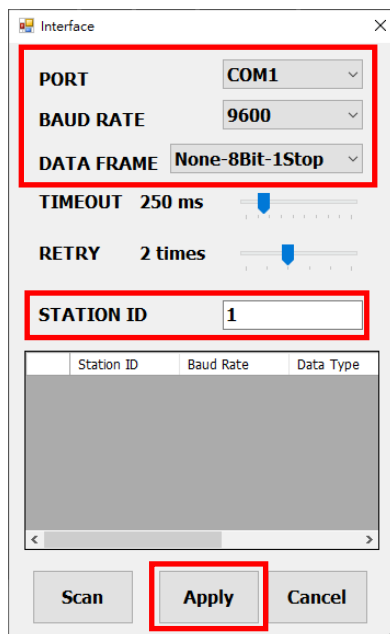 Interface
PORT COM1
BAUD RATE 9600
DATA FRAME None-8Bit-1Stop
TIMEOUT 250 ms
RETRY 2 times
STATION ID 1
Station ID Baud Rate Data Type
Scan Apply Cancel